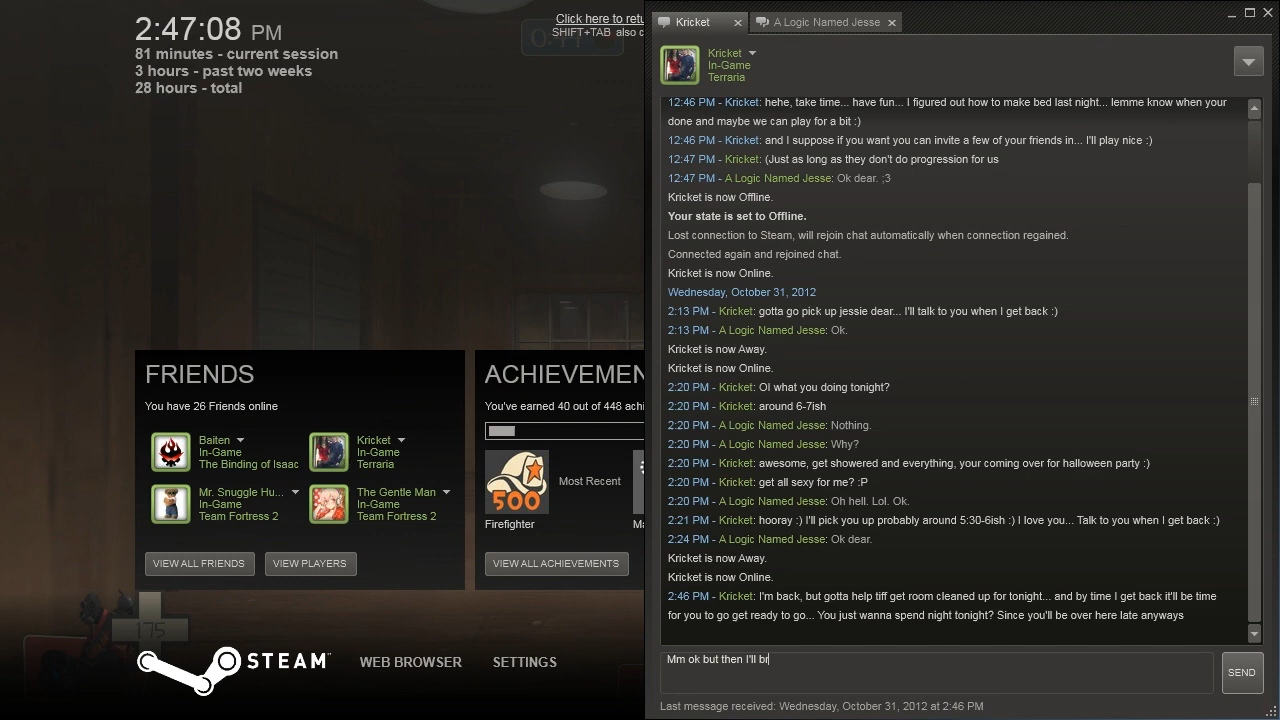 2:47:08 PM
81 minutes - current session
3 hours - past two weeks
28 hours - total
Click here to retu
SHIFT+TAB also c
FRIENDS
You have 26 Friends online
Baiten
In-Game
The Binding of Isaac
Kricket
In-Game
Terraria
Mr. Snuggle Hu...
In-Game
Team Fortress 2
The Gentle Man
In-Game
Team Fortress 2
VIEW ALL FRIENDS
VIEW PLAYERS
ACHIEVEMEN
You've earned 40 out of 448 achi
500
Most Recent
Firefighter
Ma
VIEW ALL ACHIEVEMENTS
175
STEAM™
WEB BROWSER
SETTINGS
Kricket
A Logic Named Jesse
Kricket
In-Game
Terraria
12:46 PM - Kricket: hehe, take time... have fun... I figured out how to make bed last night... lemme know when your
done and maybe we can play for a bit :)
12:46 PM - Kricket: and I suppose if you want you can invite a few of your friends in... I'll play nice :)
12:47 PM - Kricket: (Just as long as they don't do progression for us
12:47 PM - A Logic Named Jesse: Ok dear. ;3
Kricket is now Offline.
Your state is set to Offline.
Lost connection to Steam, will rejoin chat automatically when connection regained.
Connected again and rejoined chat.
Kricket is now Online.
Wednesday, October 31, 2012
2:13 PM - Kricket: gotta go pick up jessie dear... I'll talk to you when I get back :)
2:13 PM - A Logic Named Jesse: Ok.
Kricket is now Away.
Kricket is now Online.
2:20 PM - Kricket: OI what you doing tonight?
2:20 PM - Kricket: around 6-7ish
2:20 PM - A Logic Named Jesse: Nothing.
2:20 PM - A Logic Named Jesse: Why?
2:20 PM - Kricket: awesome, get showered and everything, your coming over for halloween party :)
2:20 PM - Kricket: get all sexy for me? :P
2:20 PM - A Logic Named Jesse: Oh hell. Lol. Ok.
2:21 PM - Kricket: hooray :) I'll pick you up probably around 5:30-6ish :) I love you... Talk to you when I get back :)
2:24 PM - A Logic Named Jesse: Ok dear.
Kricket is now Away.
Kricket is now Online.
2:46 PM - Kricket: I'm back, but gotta help tiff get room cleaned up for tonight... and by time I get back it'll be time
for you to go get ready to go... You just wanna spend night tonight? Since you'll be over here late anyways
Mm ok but then I'll br
SEND
Last message received: Wednesday, October 31, 2012 at 2:46 PM